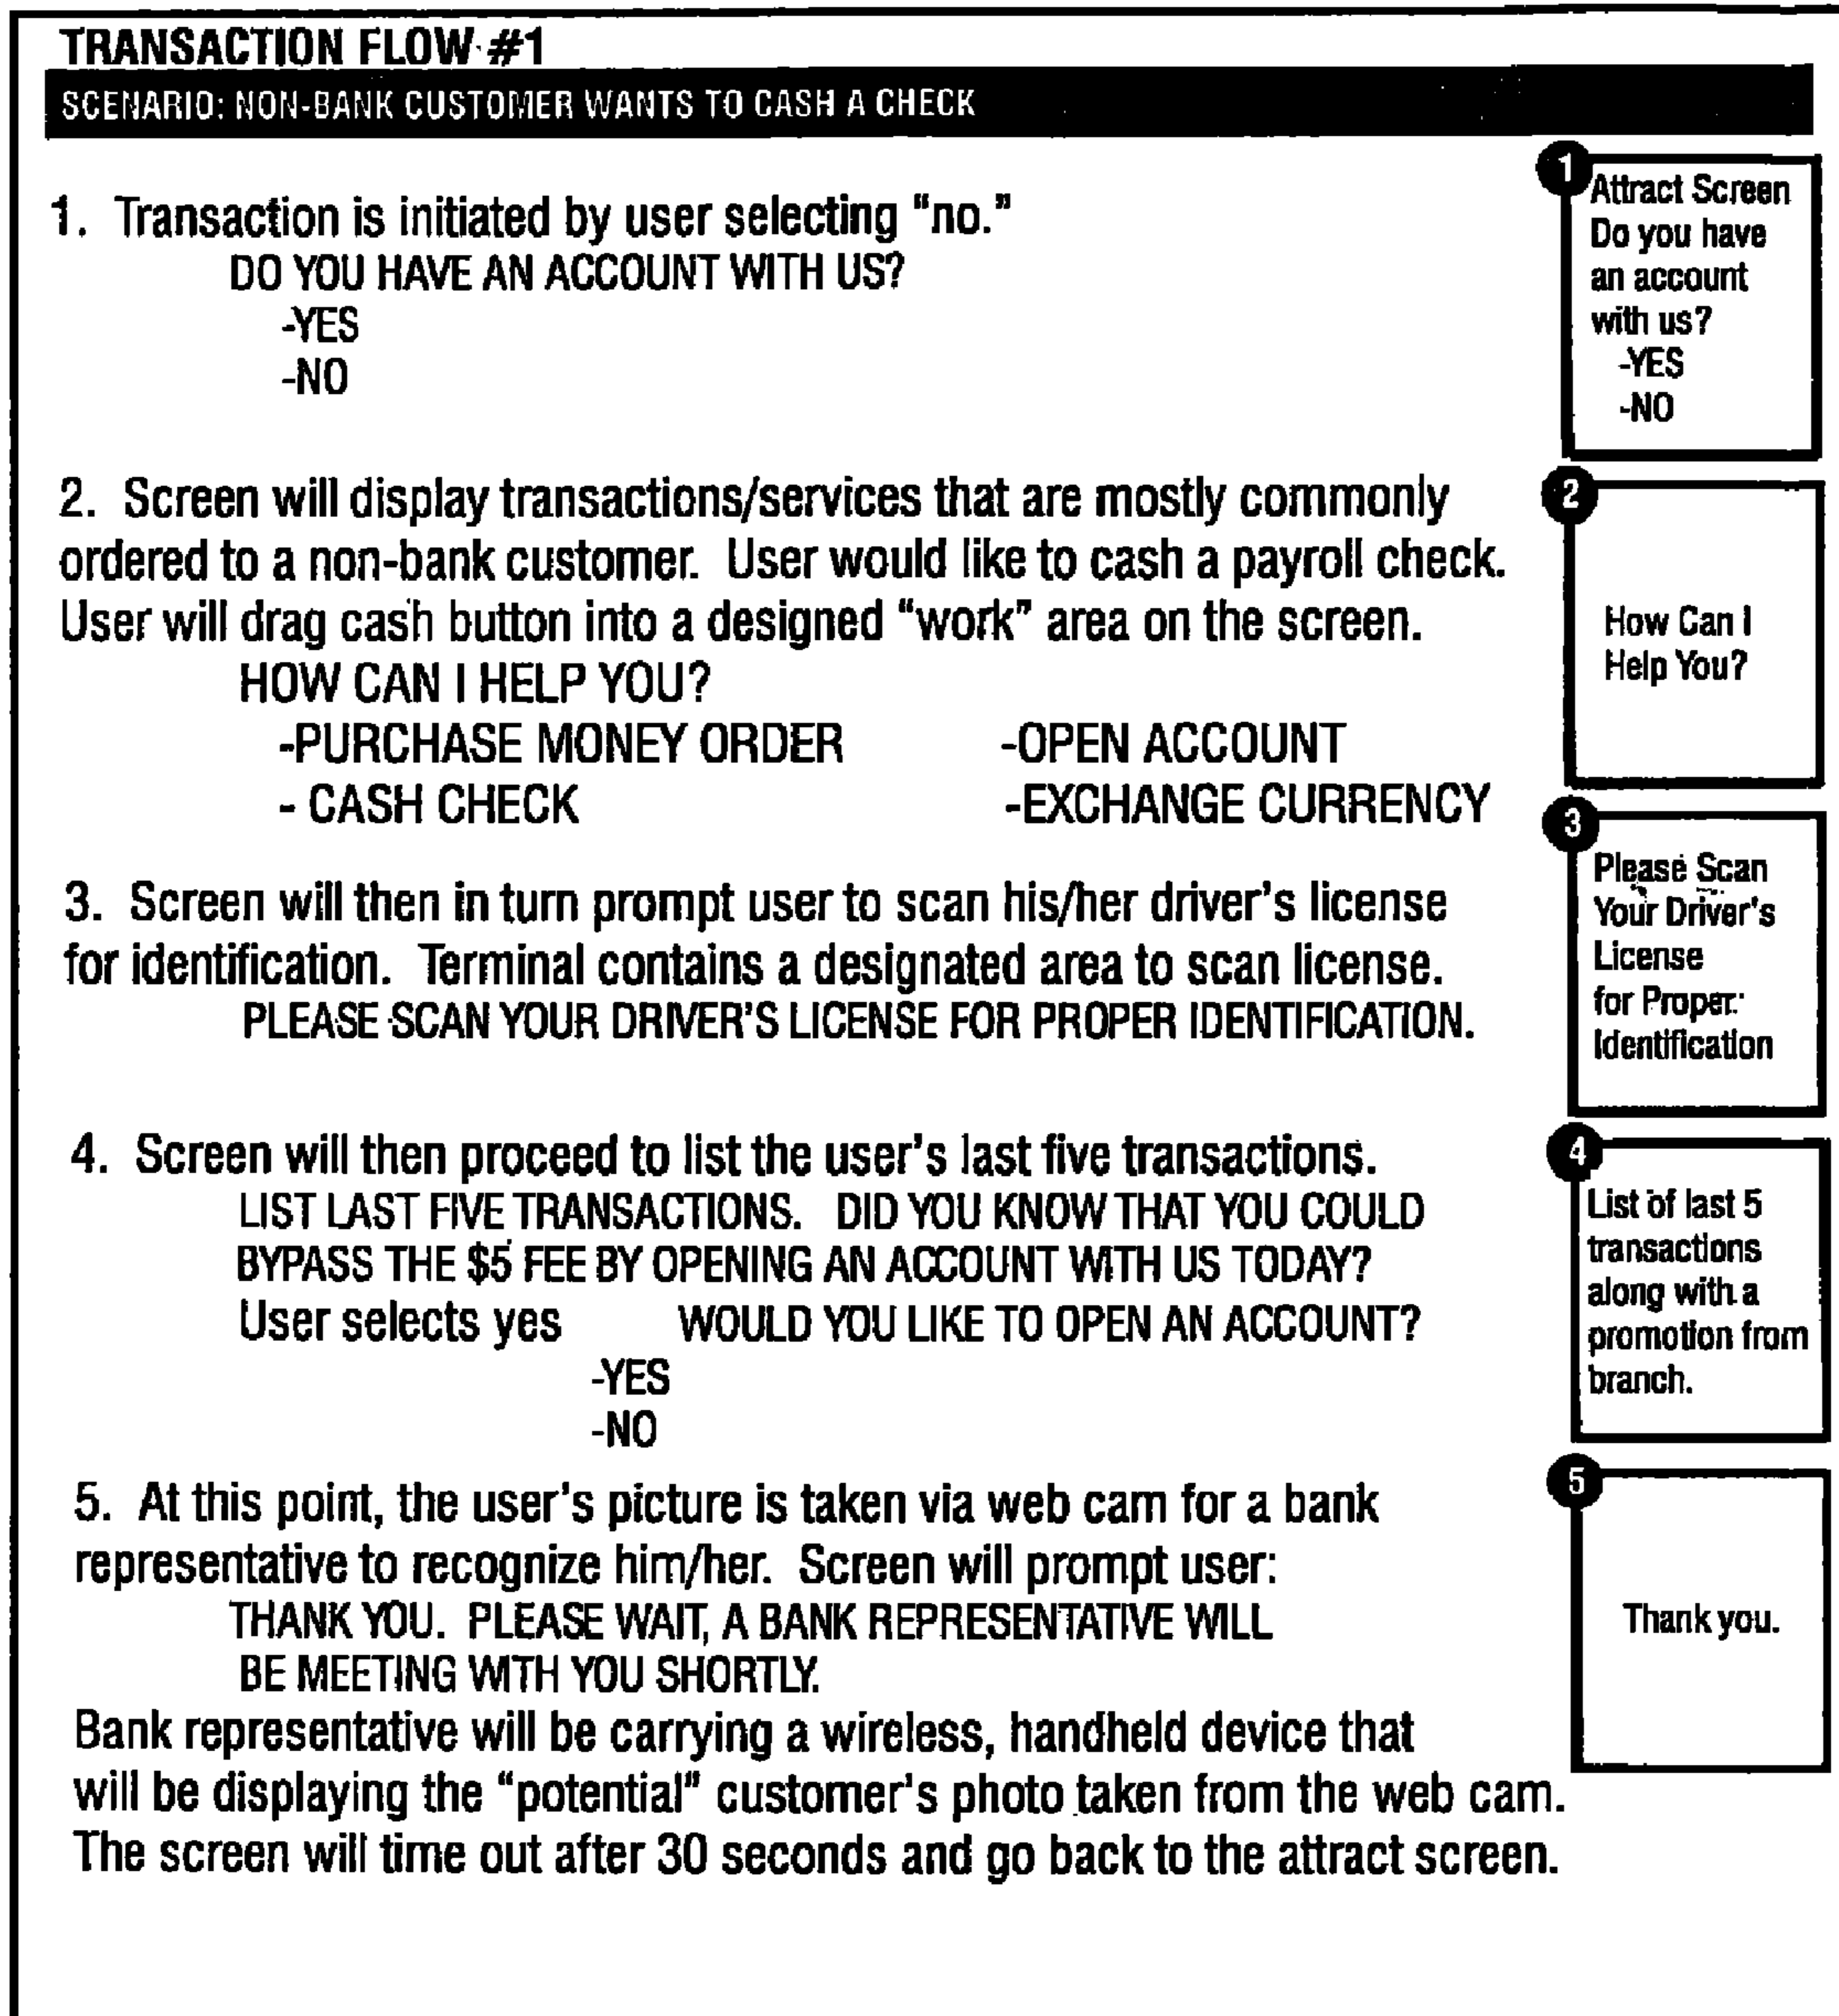 TRANSACTION FLOW #1
SCENARIO: NON-BANK CUSTOMER WANTS TO CASH A CHECK
1. Transaction is initiated by user selecting "no."
DO YOU HAVE AN ACCOUNT WITH US?
-YES
-NO
2. Screen will display transactions/services that are mostly commonly
ordered to a non-bank customer. User would like to cash a payroll check.
User will drag cash button into a designed "work" area on the screen.
HOW CAN I HELP YOU?
-PURCHASE MONEY ORDER -OPEN ACCOUNT
- CASH CHECK -EXCHANGE CURRENCY
3. Screen will then in turn prompt user to scan his/her driver's license
for identification. Terminal contains a designated area to scan license.
PLEASE SCAN YOUR DRIVER'S LICENSE FOR PROPER IDENTIFICATION.
4. Screen will then proceed to list the user's last five transactions.
LIST LAST FIVE TRANSACTIONS. DID YOU KNOW THAT YOU COULD
BYPASS THE $5 FEE BY OPENING AN ACCOUNT WITH US TODAY?
User selects yes WOULD YOU LIKE TO OPEN AN ACCOUNT?
-YES
-NO
5. At this point, the user's picture is taken via web cam for a bank
representative to recognize him/her. Screen will prompt user:
THANK YOU. PLEASE WAIT, A BANK REPRESENTATIVE WILL
BE MEETING WITH YOU SHORTLY.
Bank representative will be carrying a wireless, handheld device that
will be displaying the "potential" customer's photo taken from the web cam.
The screen will time out after 30 seconds and go back to the attract screen.
1
Attract Screen
Do you have
an account
with us?
-YES
-NO
2
How Can I
Help You?
3
Please Scan
Your Driver's
License
for Proper
Identification
4
List of last 5
transactions
along with a
promotion from
branch.
5
Thank you.